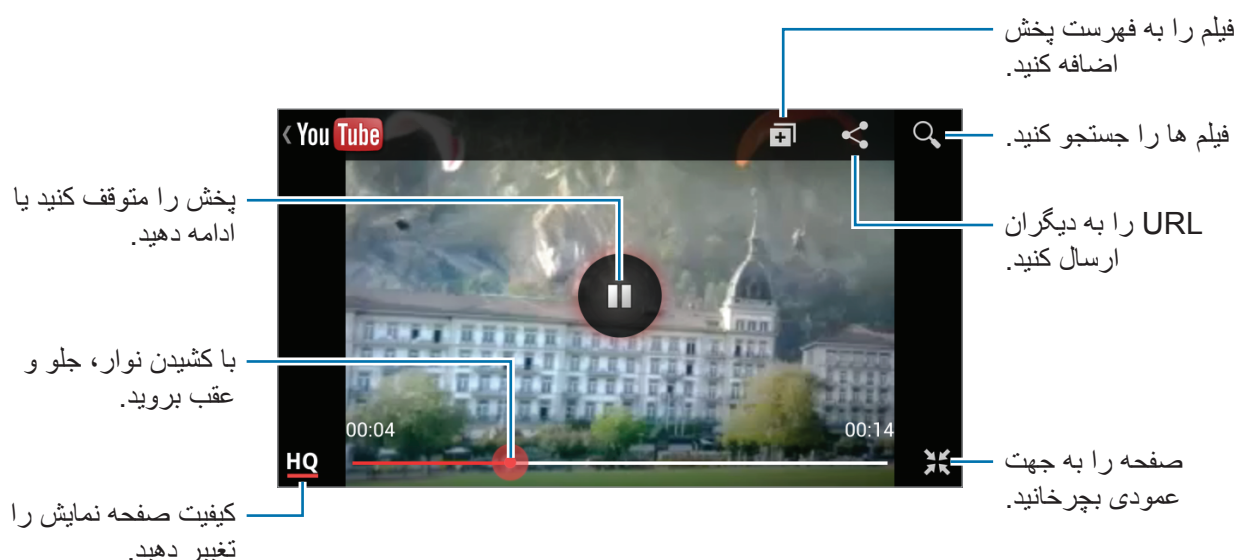 فیلم را به فهرست پخش
اضافه کنید.
فیلم ها را جستجو کنید.
URL را به دیگران
ارسال کنید.
صفحه را به جهت
عمودی بچرخانید.
پخش را متوقف کنید یا
ادامه دهید.
با کشیدن نوار، جلو و
عقب بروید.
کیفیت صفحه نمایش را
تغییر دهید.
You Tube
00:04
00:14
HQ